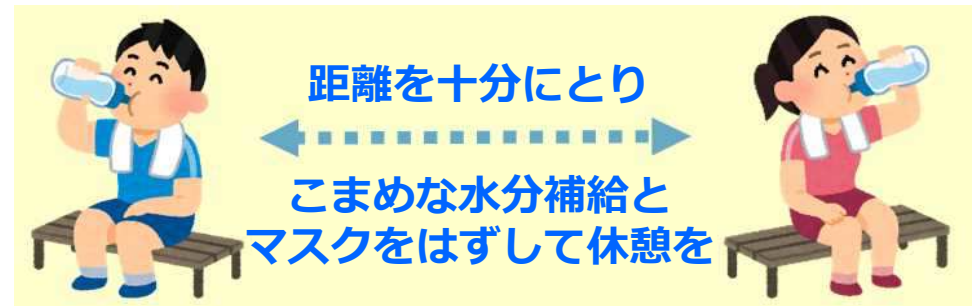 距離を十分にとり
こまめな水分補給と
マスクをはずして休憩を